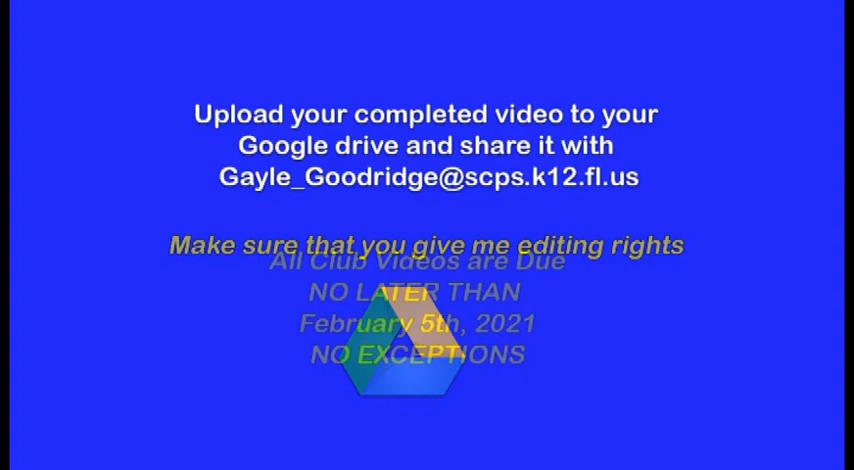 Upload your completed video to your
Google drive and share it with
Gayle_Goodridge@scps.k12.fl.us
Make sure that you give me editing rights
All Club Videos are Due
NO LATER THAN
February 5th, 2021
NO EXCEPTIONS